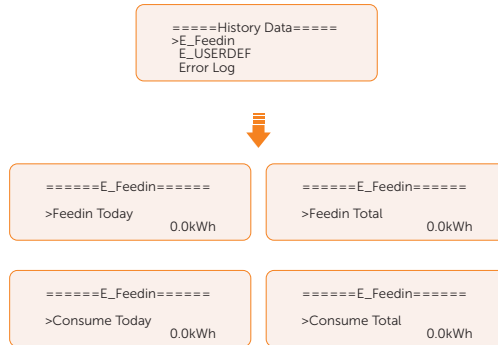 =====History Data=====
>E_Feedin
E_USERDEF
Error Log
======E_Feedin======
>Feedin Today
0.0kWh
======E_Feedin======
>Feedin Total
0.0kWh
======E_Feedin======
>Consume Today
0.0kWh
======E_Feedin======
>Consume Total
0.0kWh